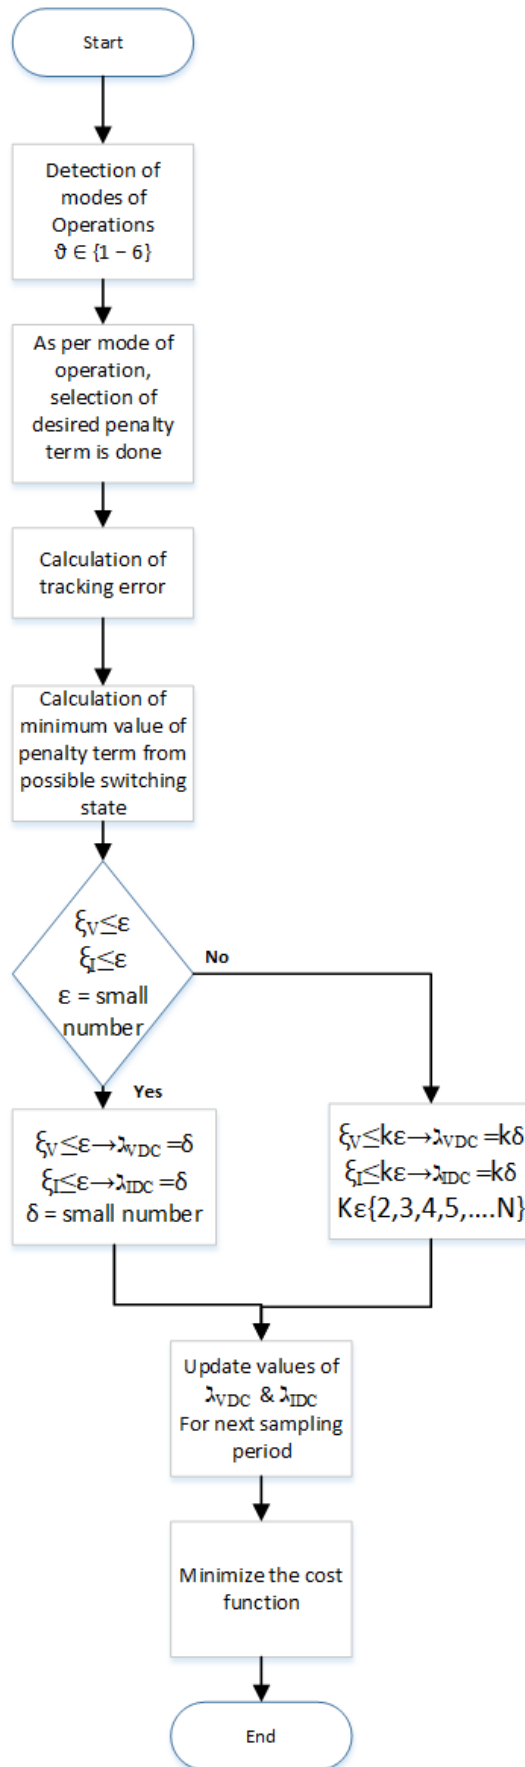 Start
Detection of
modes of
Operations
ϑ ∈ {1 − 6}
As per mode of
operation,
selection of
desired penalty
term is done
Calculation of
tracking error
Calculation of
minimum value of
penalty term from
possible switching
state
ξV≤ε
ξI≤ε
ε = small
number
No
Yes
ξV≤ε→λVDC =δ
ξI≤ε→λIDC =δ
δ = small number
ξV≤kε→λVDC =kδ
ξI≤kε→λIDC =kδ
Kε{2,3,4,5,....N}
Update values of
λVDC & λIDC
For next sampling
period
Minimize the cost
function
End